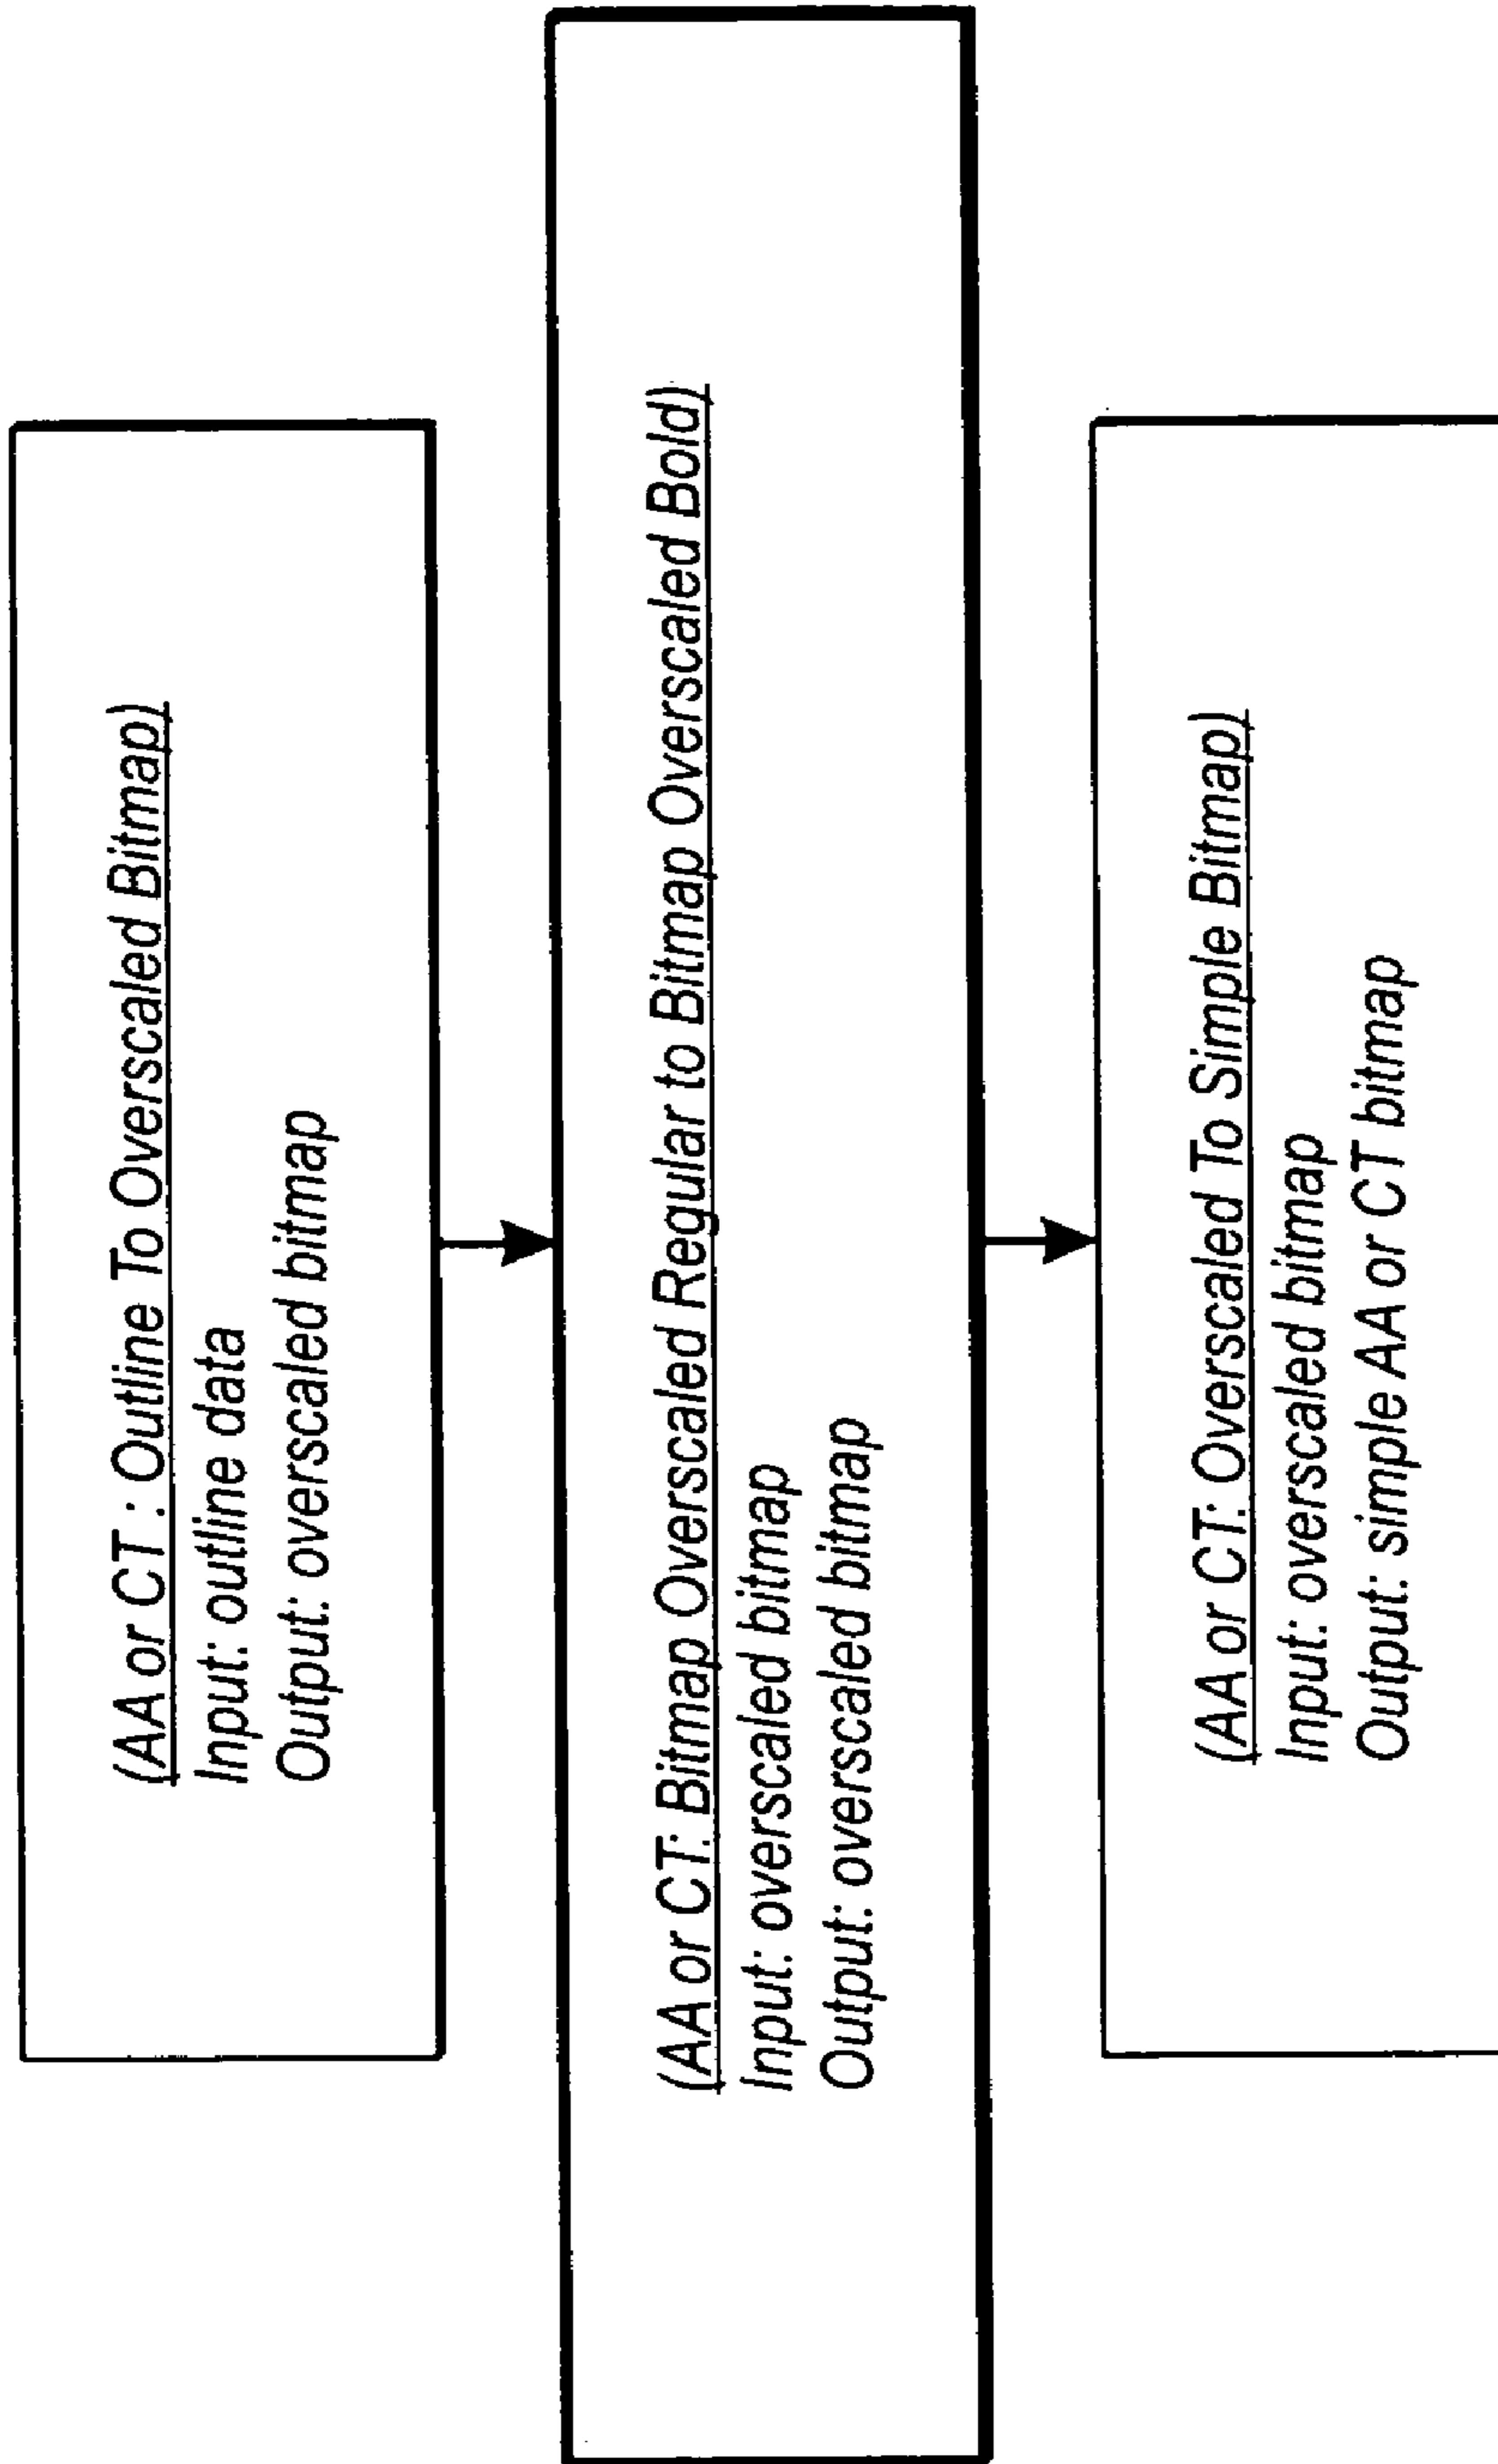 (AA or CT : Outline To Overscaled Bitmap)
Input: outline data
Output: overscaled bitmap
(AA or CT: Bitmap Overscaled Regular to Bitmap Overscaled Bold)
Input: overscaled bitmap
Output: overscaled bitmap
(AA or CT: Overscaled To Simple Bitmap)
Input: overscaled bitmap
Output: simple AA or CT bitmap